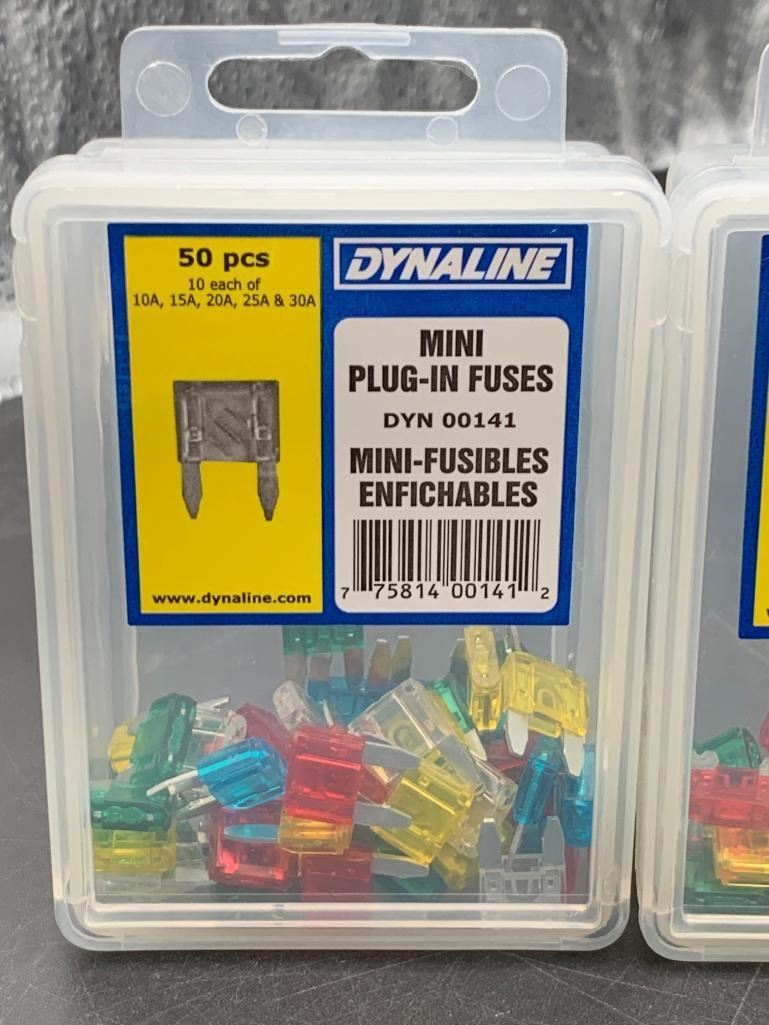 50 pcs
10 each of
10A, 15A, 20A, 25A & 30A
www.dynaline.com
DYNALINE
MINI
PLUG-IN FUSES
DYN 00141
MINI-FUSIBLES
ENFICHABLES
7 75814 00141 2